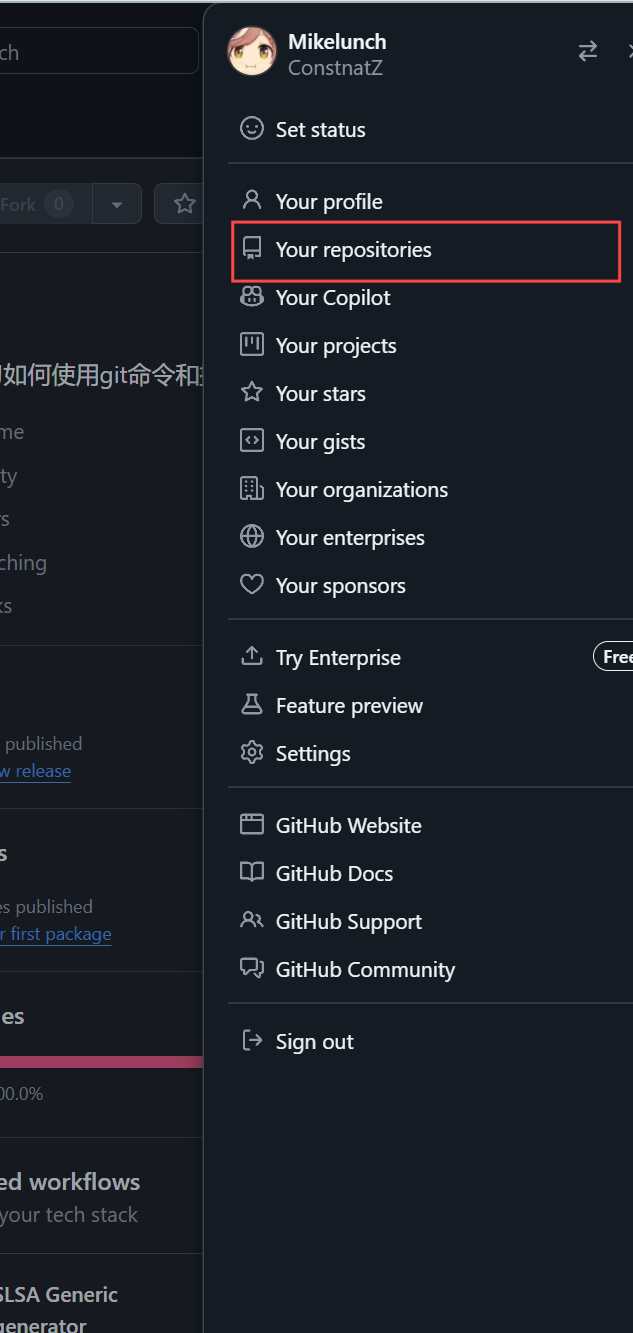 Mikelunch
ConstnatZ
Set status
Your profile
Your repositories
Your Copilot
Your projects
Your stars
Your gists
Your organizations
Your enterprises
Your sponsors
Try Enterprise
Free
Feature preview
Settings
GitHub Website
GitHub Docs
GitHub Support
GitHub Community
Sign out
ch
Fork 0
如何使用git命令和
me
ty
rs
ching
ks
published
w release
s
es published
r first package
es
00.0%
ed workflows
your tech stack
SLSA Generic
generator